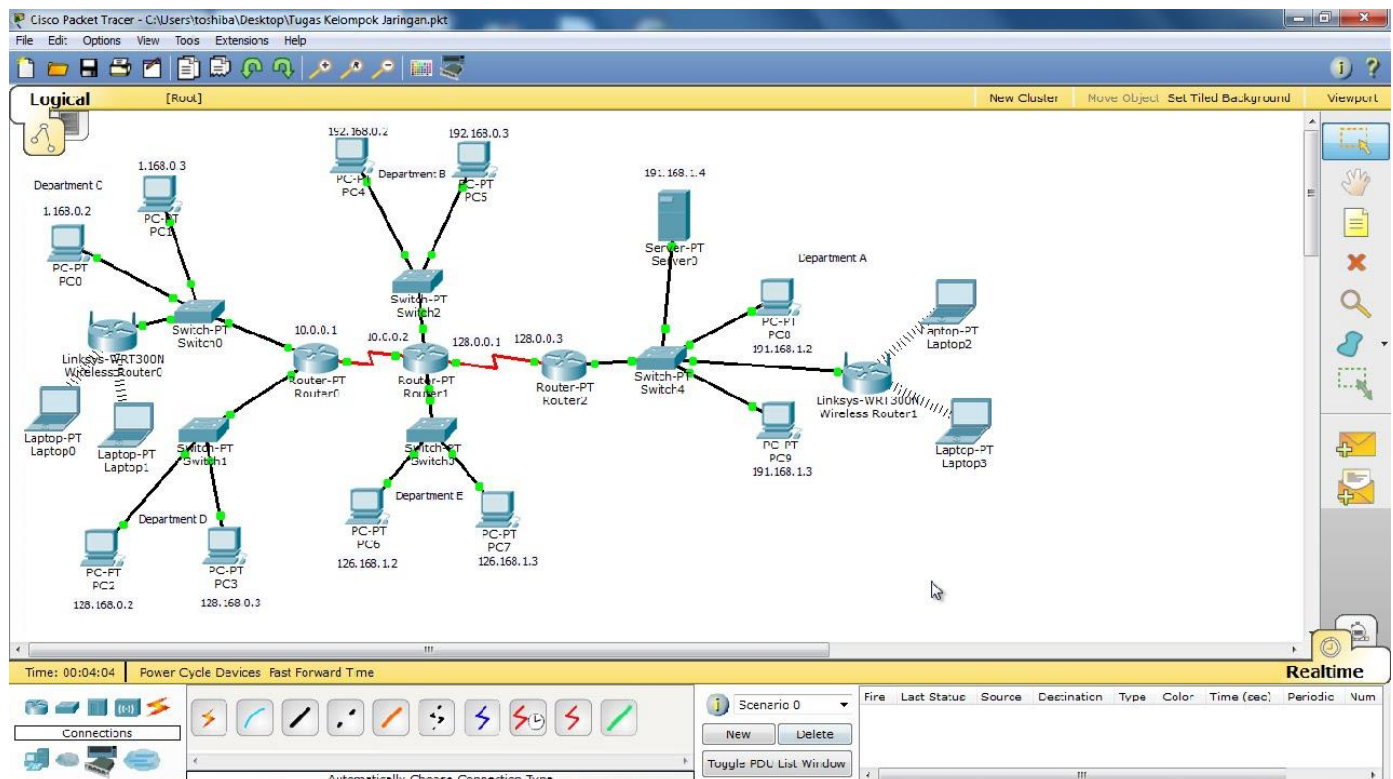 Cisco Packet Tracer - C:\Users\toshiba\Desktop\Tugas Kelompok Jaringan.pkt
File Edit Options View Tools Extensions Help
Logical [Root] New Cluster Move Object Set Tiled Background Viewport
192.168.0.2
192.168.0.3
1.168.0.3
Department C
PC-PT
PC4
Department B
PC-PT
PC5
191.168.1.4
1.168.0.2
PC-PT
PC1
PC-PT
PC0
Server-PT
Server0
Department A
Switch-PT
Switch2
Laptop-PT
Laptop2
Switch-PT
Switch0
10.0.0.1
10.0.0.2
128.0.0.1
128.0.0.3
PC-PT
PC8
191.168.1.2
Linksys-WRT300N
Wireless Router0
Router-PT
Router0
Router-PT
Router1
Router-PT
Router2
Switch-PT
Switch4
Linksys-WRT300N
Wireless Router1
Laptop-PT
Laptop0
Laptop-PT
Laptop1
Switch-PT
Switch1
Switch-PT
Switch3
PC-PT
PC9
191.168.1.3
Laptop-PT
Laptop3
Department E
Department D
PC-PT
PC6
126.168.1.2
PC-PT
PC7
126.168.1.3
PC-PT
PC2
128.168.0.2
PC-PT
PC3
128.168.0.3
Time: 00:04:04 Power Cycle Devices Fast Forward Time Realtime
Connections
Scenario 0
New Delete
Toggle PDU List Window
Fire Last Status Source Destination Type Color Time (sec) Periodic Num
Automatically Choose Connection Type